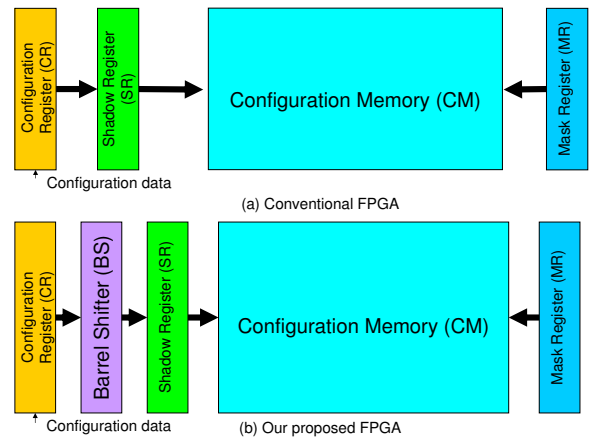 Configuration
Register (CR)
Shadow Register
(SR)
Configuration Memory (CM)
Mask Register (MR)
Configuration data
(a) Conventional FPGA
Configuration
Register (CR)
Barrel Shifter (BS)
Shadow Register (SR)
Configuration Memory (CM)
Mask Register (MR)
Configuration data
(b) Our proposed FPGA